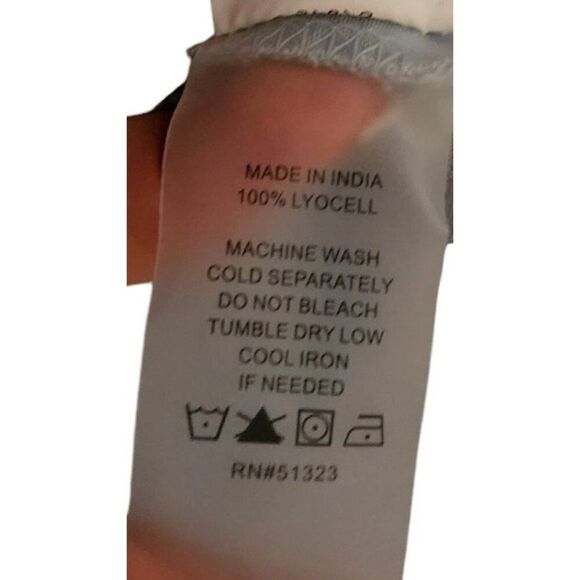 MADE IN INDIA
100% LYOCELL
MACHINE WASH
COLD SEPARATELY
DO NOT BLEACH
TUMBLE DRY LOW
COOL IRON
IF NEEDED
RN#51323